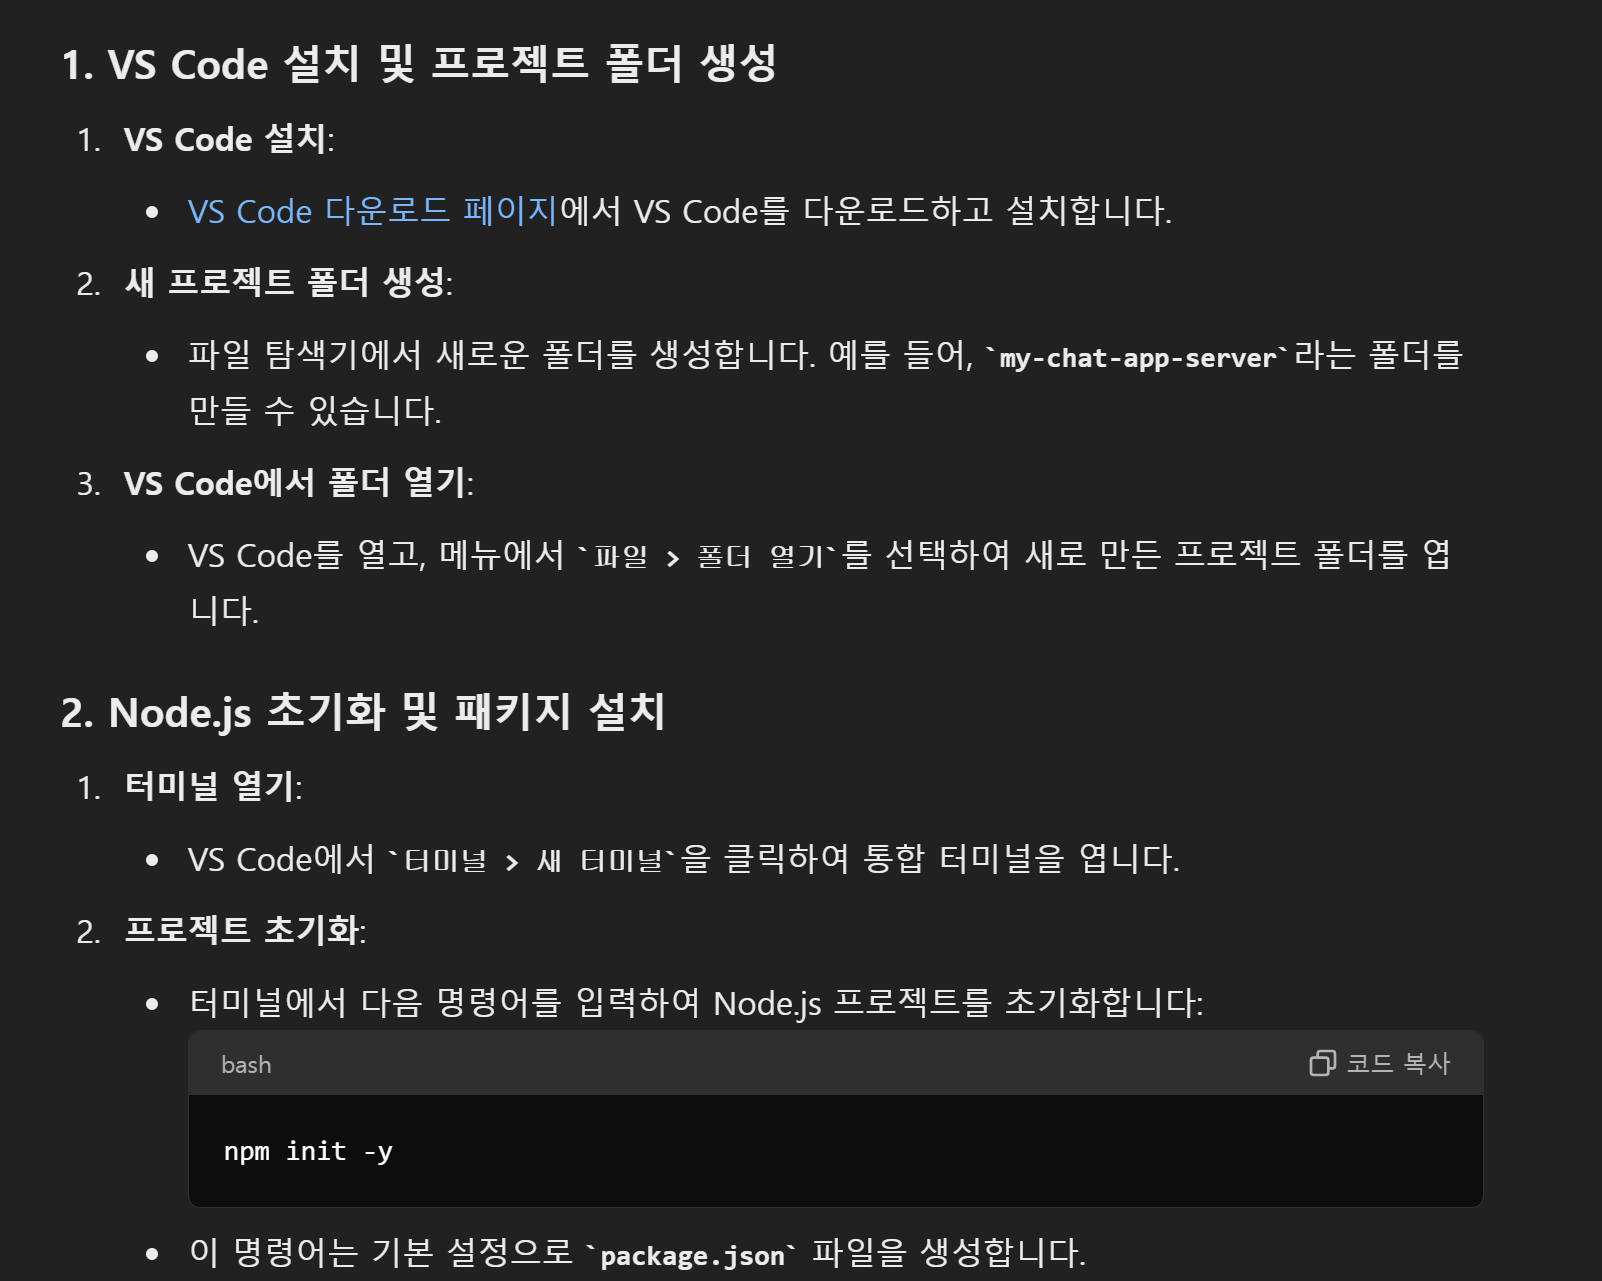 1. VS Code 설치 및 프로젝트 폴더 생성
1. VS Code 설치:
• VS Code 다운로드 페이지에서 VS Code를 다운로드하고 설치합니다.
2. 새 프로젝트 폴더 생성:
• 파일 탐색기에서 새로운 폴더를 생성합니다. 예를 들어, `my-chat-app-server`라는 폴더를
만들 수 있습니다.
3. VS Code에서 폴더 열기:
• VS Code를 열고, 메뉴에서 `파일 > 폴더 열기`를 선택하여 새로 만든 프로젝트 폴더를 엽
니다.
2. Node.js 초기화 및 패키지 설치
1. 터미널 열기:
• VS Code에서 `터미널 > 새 터미널`을 클릭하여 통합 터미널을 엽니다.
2. 프로젝트 초기화:
• 터미널에서 다음 명령어를 입력하여 Node.js 프로젝트를 초기화합니다:
bash 코드 복사
npm init -y
• 이 명령어는 기본 설정으로 `package.json` 파일을 생성합니다.